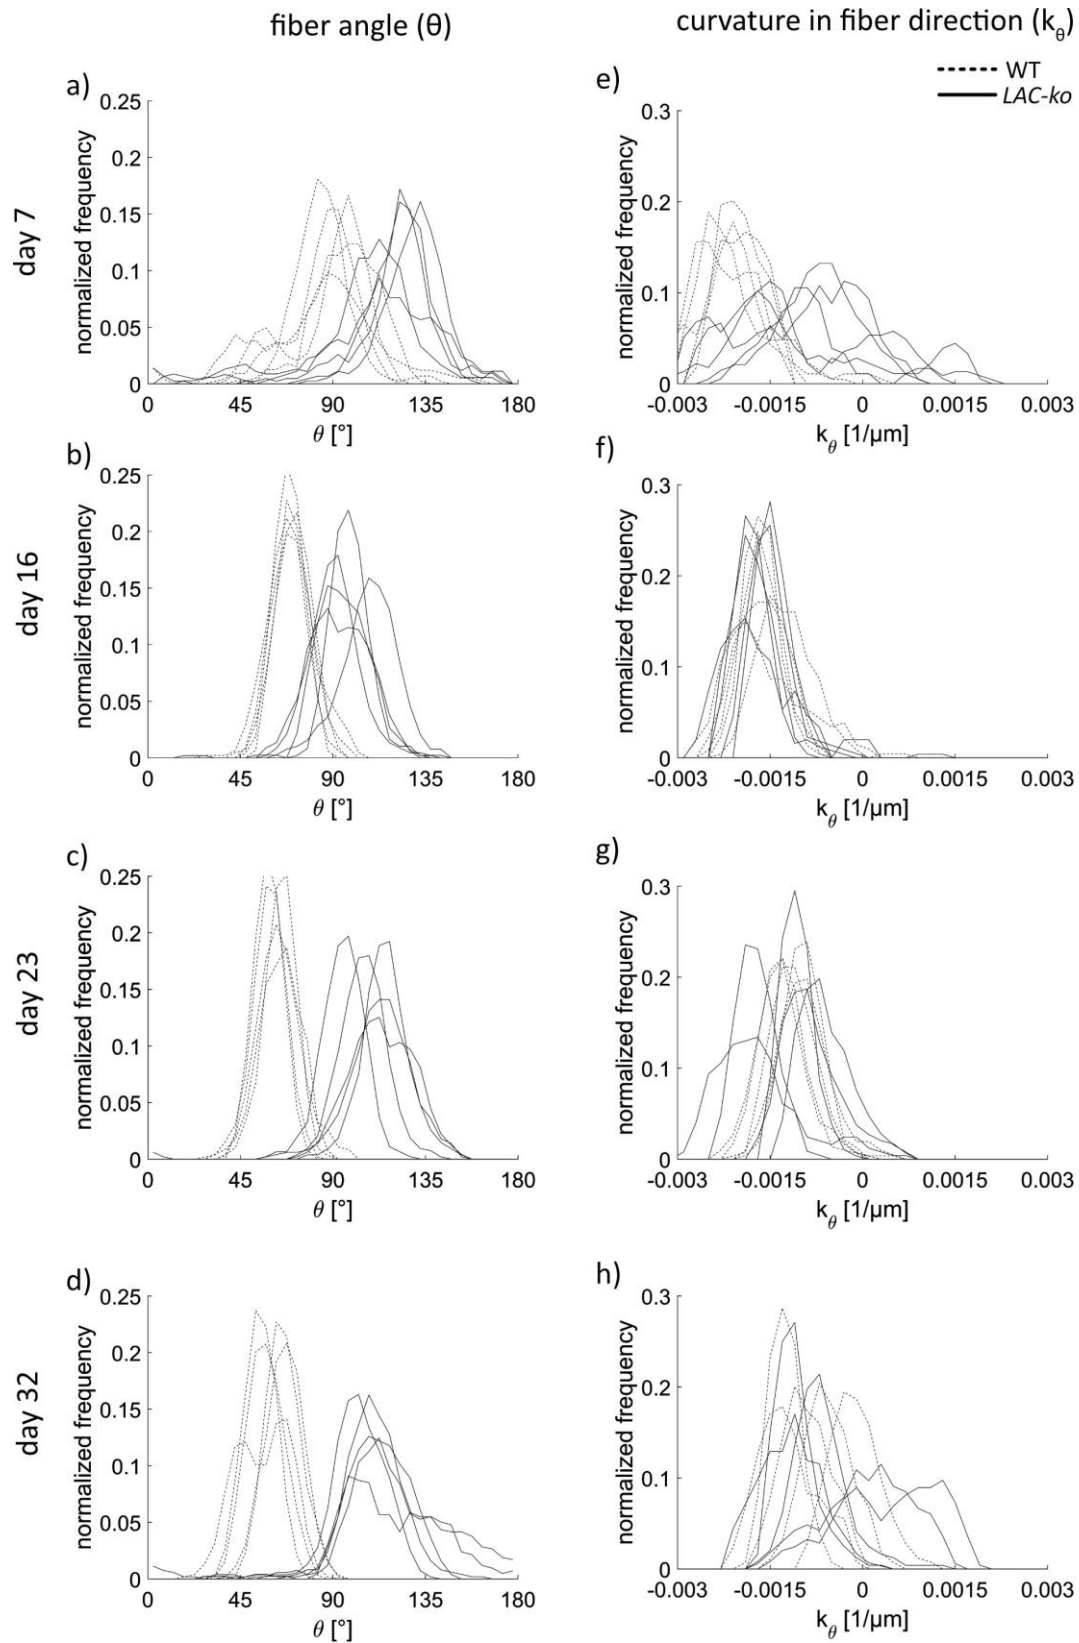 fiber angle (θ)
curvature in fiber direction (kθ)
WT
LAC-ko
day 7
a)
0.25
0.2
0.15
0.1
0.05
0
normalized frequency
0 45 90 135 180
θ [°]
e)
0.3
0.2
0.1
0
normalized frequency
-0.003 -0.0015 0 0.0015 0.003
kθ [1/μm]
day 16
b)
0.25
0.2
0.15
0.1
0.05
0
normalized frequency
0 45 90 135 180
θ [°]
f)
0.3
0.2
0.1
0
normalized frequency
-0.003 -0.0015 0 0.0015 0.003
kθ [1/μm]
day 23
c)
0.25
0.2
0.15
0.1
0.05
0
normalized frequency
0 45 90 135 180
θ [°]
g)
0.3
0.2
0.1
0
normalized frequency
-0.003 -0.0015 0 0.0015 0.003
kθ [1/μm]
day 32
d)
0.25
0.2
0.15
0.1
0.05
0
normalized frequency
0 45 90 135 180
θ [°]
h)
0.3
0.2
0.1
0
normalized frequency
-0.003 -0.0015 0 0.0015 0.003
kθ [1/μm]